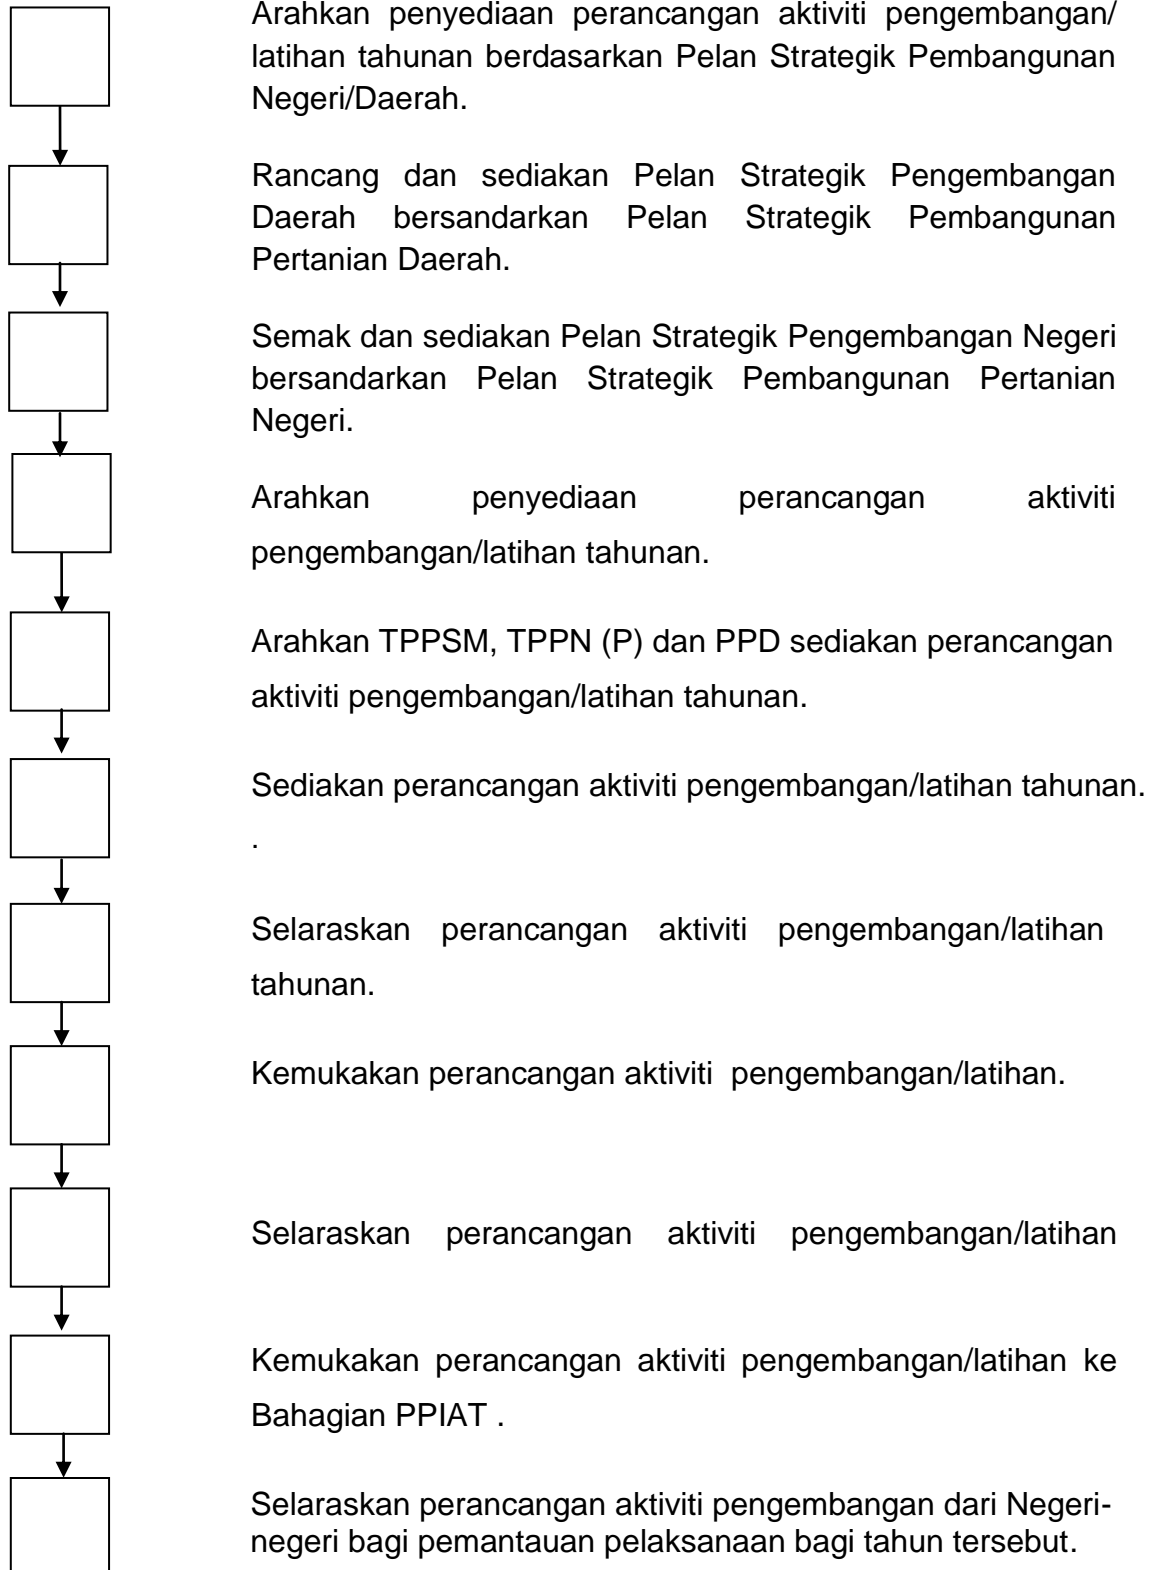 Arahkan penyediaan perancangan aktiviti pengembangan/
latihan tahunan berdasarkan Pelan Strategik Pembangunan
Negeri/Daerah.
Rancang dan sediakan Pelan Strategik Pengembangan
Daerah bersandarkan Pelan Strategik Pembangunan
Pertanian Daerah.
Semak dan sediakan Pelan Strategik Pengembangan Negeri
bersandarkan Pelan Strategik Pembangunan Pertanian
Negeri.
Arahkan penyediaan perancangan aktiviti
pengembangan/latihan tahunan.
Arahkan TPPSM, TPPN (P) dan PPD sediakan perancangan
aktiviti pengembangan/latihan tahunan.
Sediakan perancangan aktiviti pengembangan/latihan tahunan.
.
Selaraskan perancangan aktiviti pengembangan/latihan
tahunan.
Kemukakan perancangan aktiviti pengembangan/latihan.
Selaraskan perancangan aktiviti pengembangan/latihan
Kemukakan perancangan aktiviti pengembangan/latihan ke
Bahagian PPIAT .
Selaraskan perancangan aktiviti pengembangan dari Negeri-
negeri bagi pemantauan pelaksanaan bagi tahun tersebut.